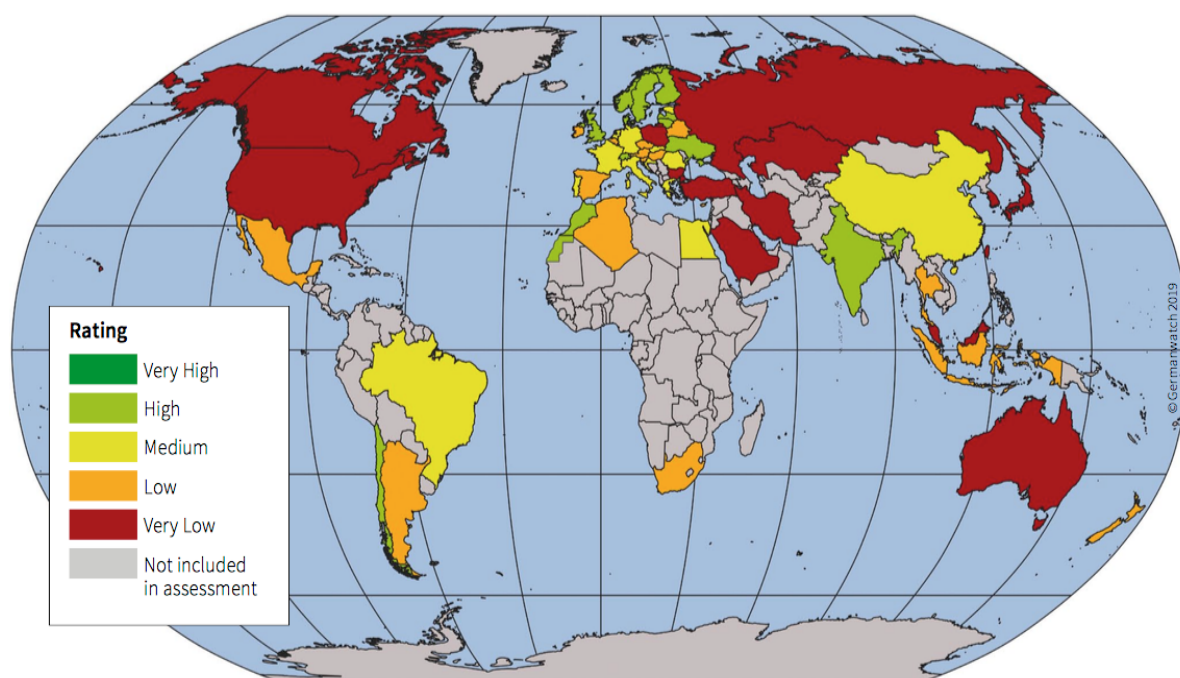 Rating
Very High
High
Medium
Low
Very Low
Not included
in assessment
© Germanwatch 2019